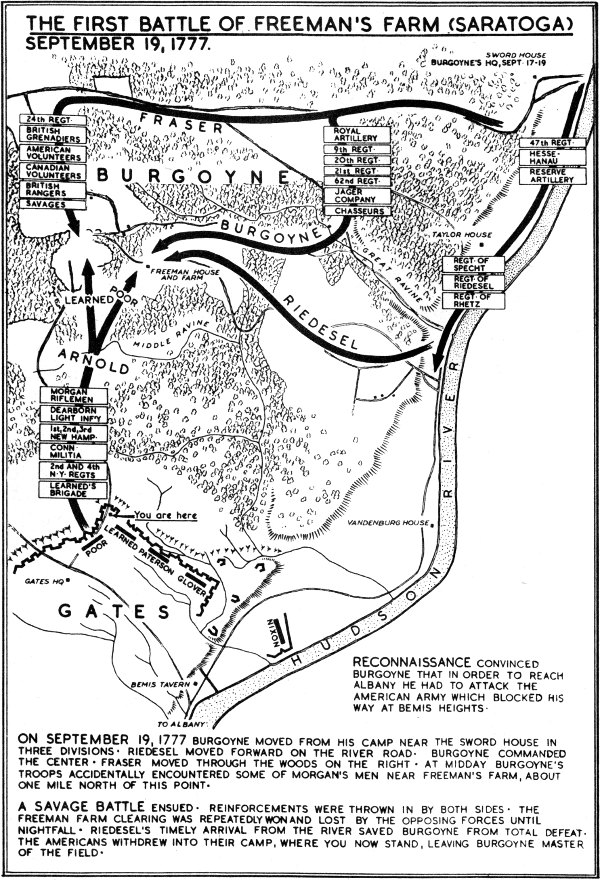 THE FIRST BATTLE OF FREEMAN'S FARM (SARATOGA)
SEPTEMBER 19, 1777.
SWORD HOUSE
BURGOYNE'S HQ, SEPT. 17-19
24th REGT.
BRITISH
GRENADIERS
AMERICAN
VOLUNTEERS
CANADIAN
VOLUNTEERS
BRITISH
RANGERS
SAVAGES
FRASER
ROYAL
ARTILLERY
9th REGT.
20th REGT.
21st REGT.
62nd REGT.
JAGER
COMPANY
CHASSEURS
47th REGT.
HESSE-
HANAU
RESERVE
ARTILLERY
BURGOYNE
BURGOYNE
TAYLOR HOUSE
GREAT RAVINE
REGT. OF
SPECHT
REGT. OF
RIEDESEL
REGT. OF
RHETZ
FREEMAN HOUSE
AND FARM
LEARNED
POOR
RIEDESEL
MIDDLE RAVINE
ARNOLD
MORGAN
RIFLEMEN
DEARBORN
LIGHT INF'Y
1st, 2nd, 3rd
NEW HAMP.
CONN.
MILITIA
2ND AND 4th
N.Y. REGTS
LEARNED'S
BRIGADE
You are here
POOR
LEARNED
PATERSON
GLOVER
VANDENBURG HOUSE
GATES HQ
GATES
NIXON
HUDSON RIVER
BEMIS TAVERN
TO ALBANY
RECONNAISSANCE CONVINCED
BURGOYNE THAT IN ORDER TO REACH
ALBANY HE HAD TO ATTACK THE
AMERICAN ARMY WHICH BLOCKED HIS
WAY AT BEMIS HEIGHTS.
ON SEPTEMBER 19, 1777 BURGOYNE MOVED FROM HIS CAMP NEAR THE SWORD HOUSE IN
THREE DIVISIONS. RIEDESEL MOVED FORWARD ON THE RIVER ROAD. BURGOYNE COMMANDED
THE CENTER. FRASER MOVED THROUGH THE WOODS ON THE RIGHT. AT MIDDAY BURGOYNE'S
TROOPS ACCIDENTALLY ENCOUNTERED SOME OF MORGAN'S MEN NEAR FREEMAN'S FARM, ABOUT
ONE MILE NORTH OF THIS POINT.
A SAVAGE BATTLE ENSUED. REINFORCEMENTS WERE THROWN IN BY BOTH SIDES. THE
FREEMAN FARM CLEARING WAS REPEATEDLY WON AND LOST BY THE OPPOSING FORCES UNTIL
NIGHTFALL. RIEDESEL'S TIMELY ARRIVAL FROM THE RIVER SAVED BURGOYNE FROM TOTAL DEFEAT.
THE AMERICANS WITHDREW INTO THEIR CAMP, WHERE YOU NOW STAND, LEAVING BURGOYNE MASTER
OF THE FIELD.